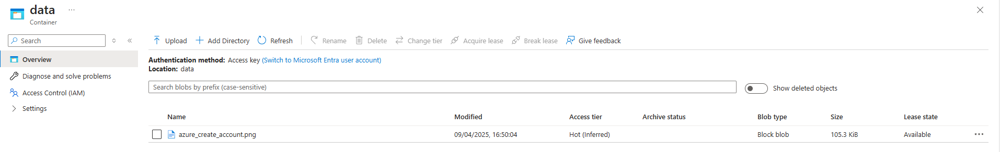 data ...
Container
Search
Upload Add Directory Refresh Rename Delete Change tier Acquire lease Break lease Give feedback
Overview
Diagnose and solve problems
Access Control (IAM)
Settings
Authentication method: Access key (Switch to Microsoft Entra user account)
Location: data
Search blobs by prefix (case-sensitive)
Show deleted objects
Name Modified Access tier Archive status Blob type Size Lease state
azure_create_account.png 09/04/2025, 16:50:04 Hot (Inferred) Block blob 105.3 KiB Available ...